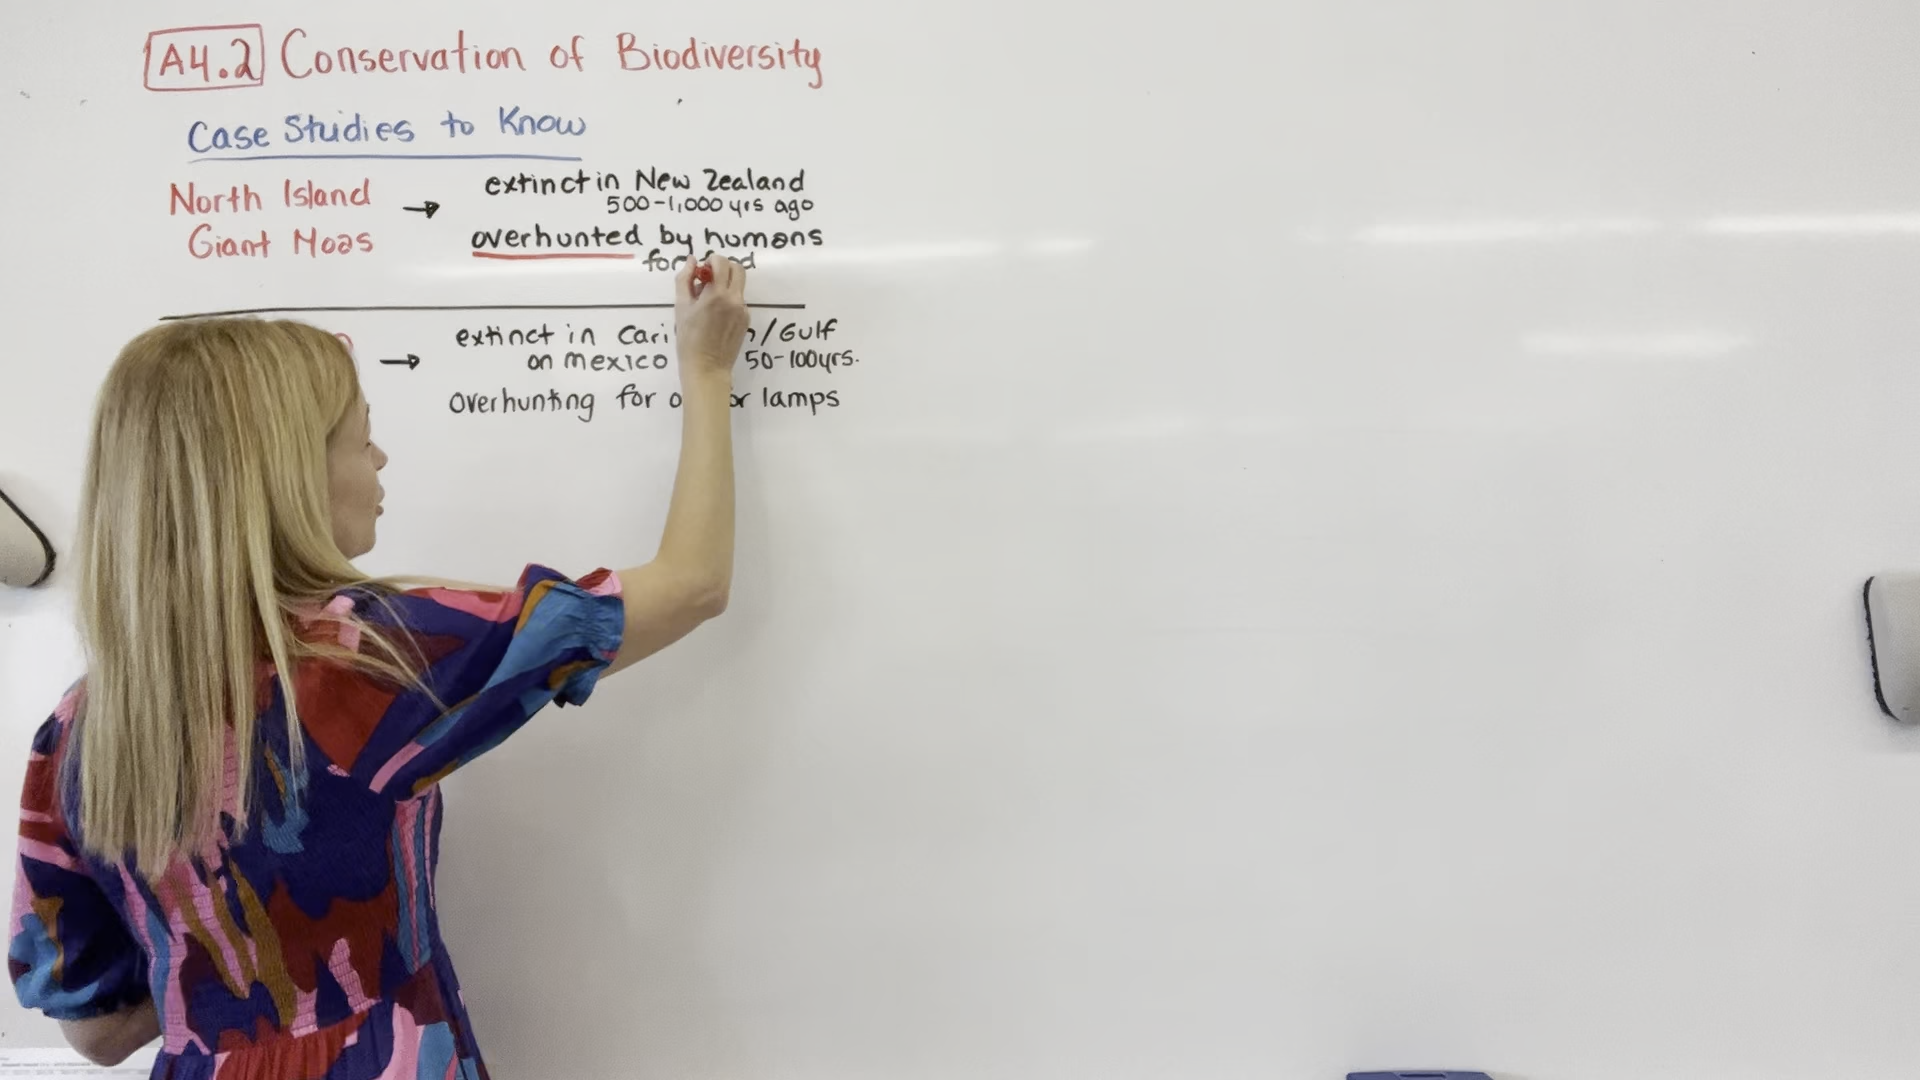 A4.2 Conservation of Biodiversity
Case Studies to Know
North Island
Giant Moas
→ extinct in New Zealand
500-1,000 yrs ago
overhunted by humans
for
→ extinct in /Gulf
on mexico 50-100yrs.
overhunting for lamps